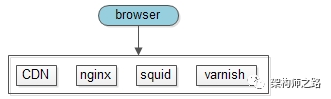 browser
CDN nginx squid varnish
架构师之路